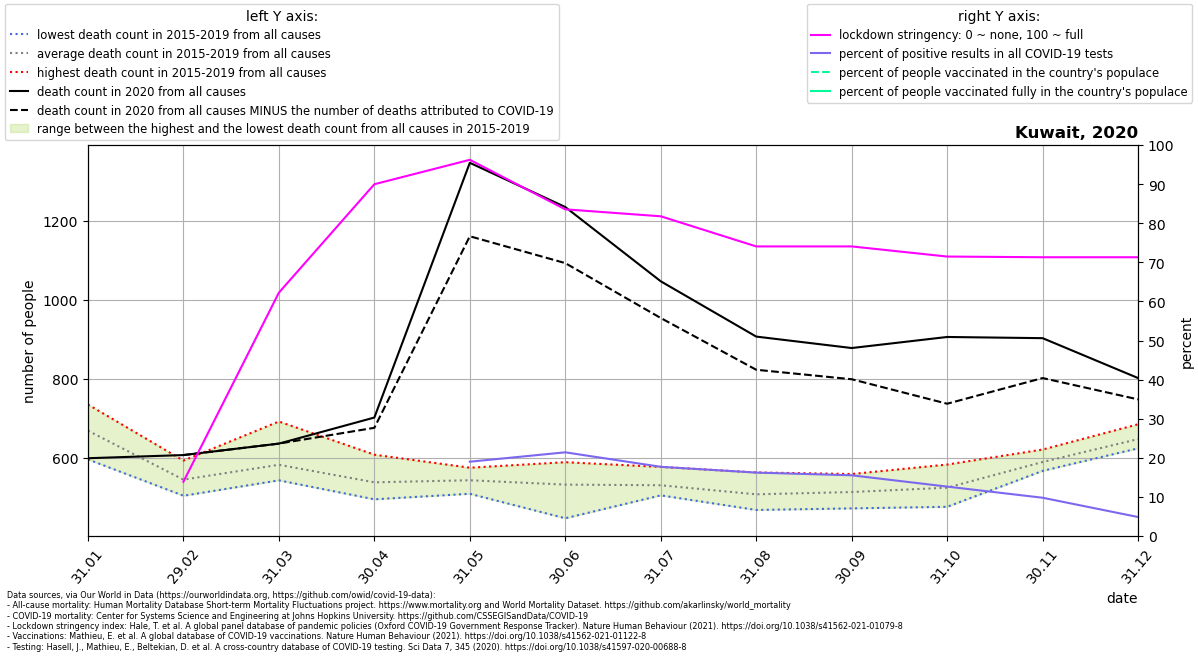 left Y axis:
lowest death count in 2015-2019 from all causes
average death count in 2015-2019 from all causes
highest death count in 2015-2019 from all causes
death count in 2020 from all causes
death count in 2020 from all causes MINUS the number of deaths attributed to COVID-19
range between the highest and the lowest death count from all causes in 2015-2019
right Y axis:
lockdown stringency: 0 ~ none, 100 ~ full
percent of positive results in all COVID-19 tests
percent of people vaccinated in the country's populace
percent of people vaccinated fully in the country's populace
Kuwait, 2020
number of people
1200
1000
800
600
100
90
80
70
60
50
40
30
20
10
0
percent
31.01
29.02
31.03
30.04
31.05
30.06
31.07
31.08
30.09
31.10
30.11
31.12
date
Data sources, via Our World in Data (https://ourworldindata.org, https://github.com/owid/covid-19-data):
- All-cause mortality: Human Mortality Database Short-term Mortality Fluctuations project. https://www.mortality.org and World Mortality Dataset. https://github.com/akarlinsky/world_mortality
- COVID-19 mortality: Center for Systems Science and Engineering at Johns Hopkins University. https://github.com/CSSEGISandData/COVID-19
- Lockdown stringency index: Hale, T. et al. A global panel database of pandemic policies (Oxford COVID-19 Government Response Tracker). Nature Human Behaviour (2021). https://doi.org/10.1038/s41562-021-01079-8
- Vaccinations: Mathieu, E. et al. A global database of COVID-19 vaccinations. Nature Human Behaviour (2021). https://doi.org/10.1038/s41562-021-01122-8
- Testing: Hasell, J., Mathieu, E., Beltekian, D. et al. A cross-country database of COVID-19 testing. Sci Data 7, 345 (2020). https://doi.org/10.1038/s41597-020-00688-8